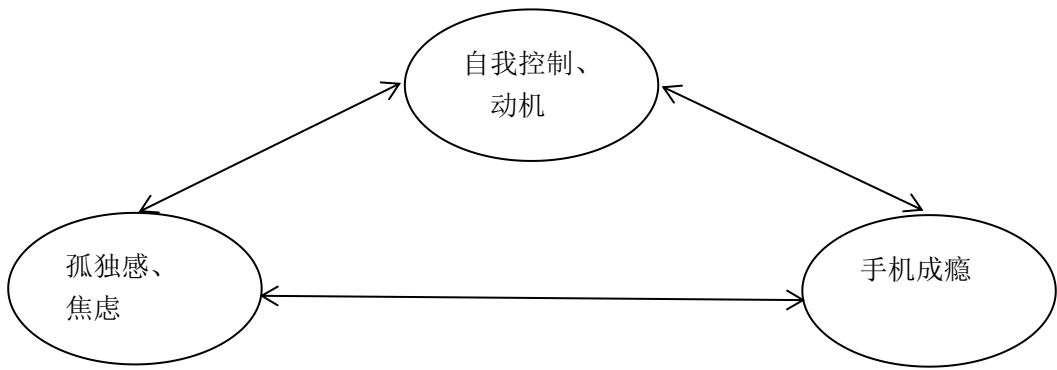 自我控制、
动机
孤独感、
焦虑
手机成瘾